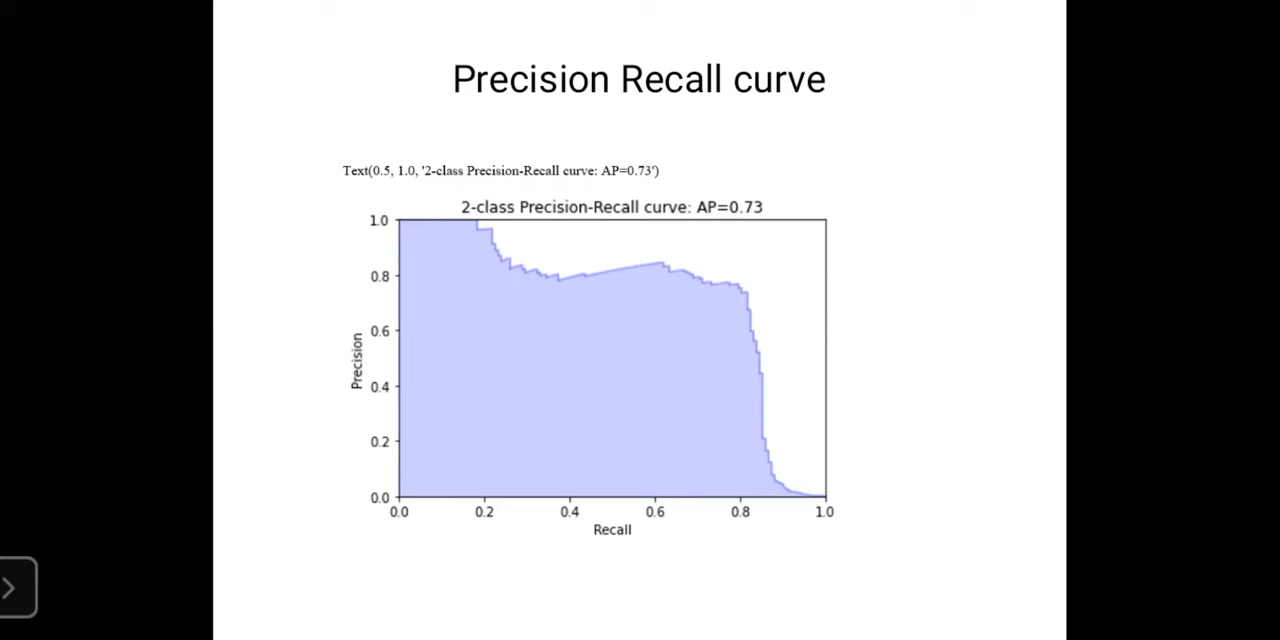 Precision Recall curve
Text(0.5, 1.0, '2-class Precision-Recall curve: AP=0.73')
2-class Precision-Recall curve: AP=0.73
1.0
0.8
0.6
0.4
0.2
0.0
Precision
0.0 0.2 0.4 0.6 0.8 1.0
Recall